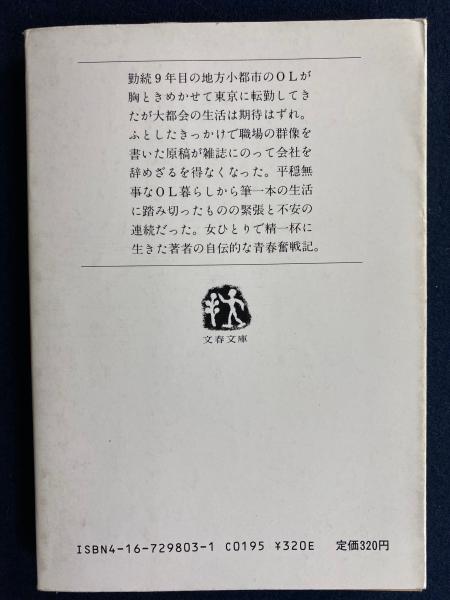 勤続9年目の地方小都市のOLが
胸ときめかせて東京に転勤してき
たが大都会の生活は期待はずれ。
ふとしたきっかけで職場の群像を
書いた原稿が雑誌にのって会社を
辞めざるを得なくなった。平穏無
事なOL暮らしから筆一本の生活
に踏み切ったものの緊張と不安の
連続だった。女ひとりで精一杯に
生きた著者の自伝的な青春奮戦記。
文春文庫
ISBN4-16-729803-1 C0195 ¥320E 定価320円